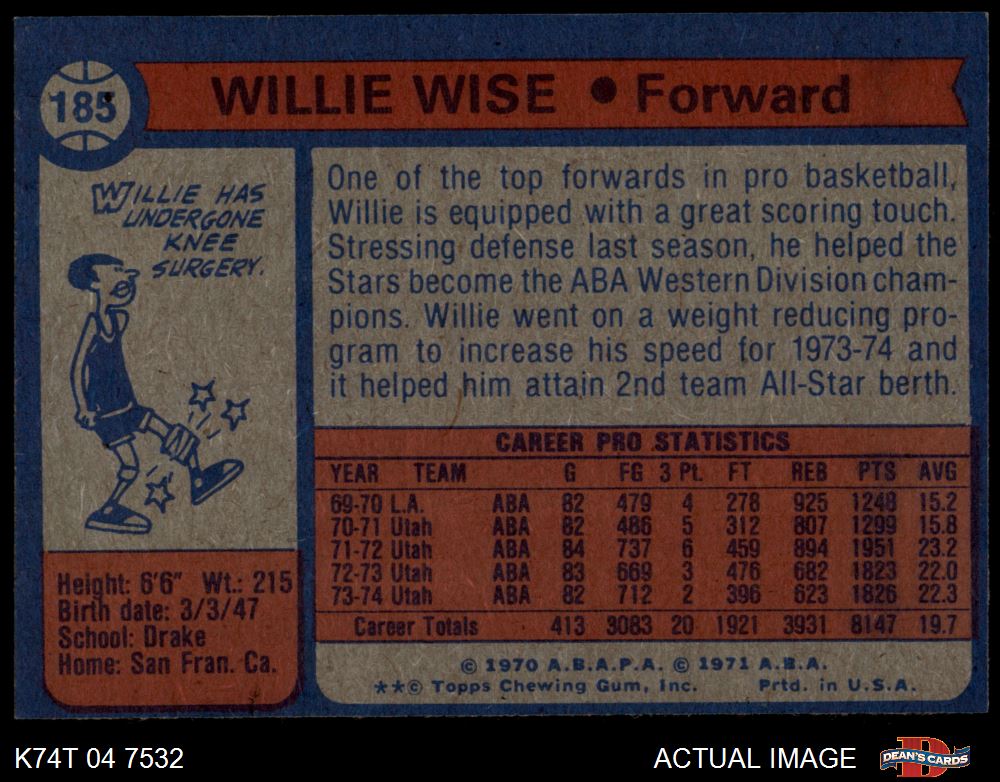 185
WILLIE WISE • Forward
WILLIE HAS
UNDERGONE
KNEE
SURGERY.
Height: 6'6" Wt.: 215
Birth date: 3/3/47
School: Drake
Home: San Fran. Ca.
One of the top forwards in pro basketball,
Willie is equipped with a great scoring touch.
Stressing defense last season, he helped the
Stars become the ABA Western Division cham-
pions. Willie went on a weight reducing pro-
gram to increase his speed for 1973-74 and
it helped him attain 2nd team All-Star berth.
CAREER PRO STATISTICS
YEAR TEAM G FG 3 Pt. FT REB PTS AVG
69-70 L.A. ABA 82 479 4 278 925 1248 15.2
70-71 Utah ABA 82 486 5 312 807 1299 15.8
71-72 Utah ABA 84 737 6 459 894 1951 23.2
72-73 Utah ABA 83 669 3 476 682 1823 22.0
73-74 Utah ABA 82 712 2 396 623 1826 22.3
Career Totals 413 3083 20 1921 3931 8147 19.7
© 1970 A.B.A.P.A. © 1971 A.B.A.
**© Topps Chewing Gum, Inc. Prtd. in U.S.A.
K74T 04 7532
ACTUAL IMAGE
D
DEAN'S CARDS